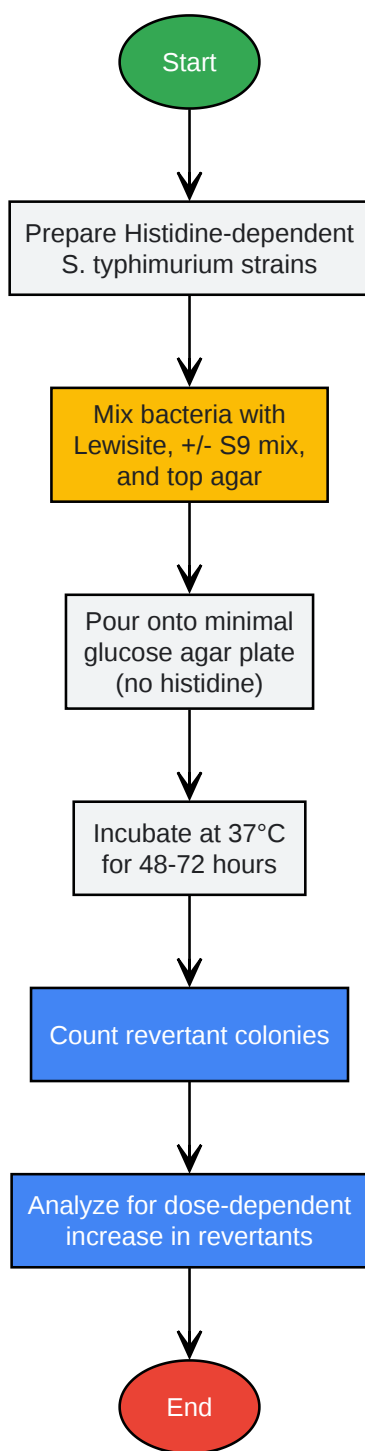 Start
Prepare Histidine-dependent
S. typhimurium strains
Mix bacteria with
Lewisite, +/- S9 mix,
and top agar
Pour onto minimal
glucose agar plate
(no histidine)
Incubate at 37°C
for 48-72 hours
Count revertant colonies
Analyze for dose-dependent
increase in revertants
End